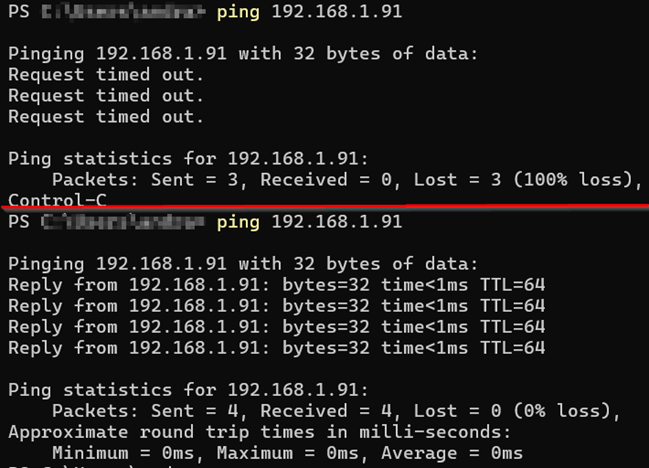 PS ping 192.168.1.91
Pinging 192.168.1.91 with 32 bytes of data:
Request timed out.
Request timed out.
Request timed out.
Ping statistics for 192.168.1.91:
Packets: Sent = 3, Received = 0, Lost = 3 (100% loss),
Control-C
PS ping 192.168.1.91
Pinging 192.168.1.91 with 32 bytes of data:
Reply from 192.168.1.91: bytes=32 time<1ms TTL=64
Reply from 192.168.1.91: bytes=32 time<1ms TTL=64
Reply from 192.168.1.91: bytes=32 time<1ms TTL=64
Reply from 192.168.1.91: bytes=32 time<1ms TTL=64
Ping statistics for 192.168.1.91:
Packets: Sent = 4, Received = 4, Lost = 0 (0% loss),
Approximate round trip times in milli-seconds:
Minimum = 0ms, Maximum = 0ms, Average = 0ms